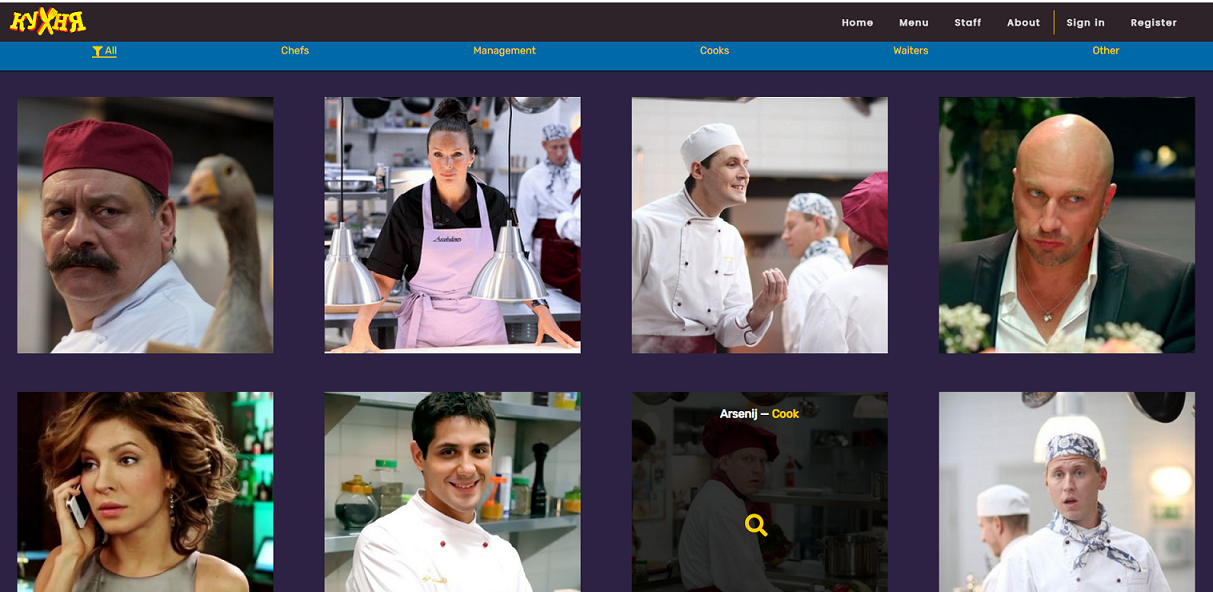 КУХНЯ
Home Menu Staff About Sign in Register
All Chefs Management Cooks Waiters Other
Arsenij — Cook